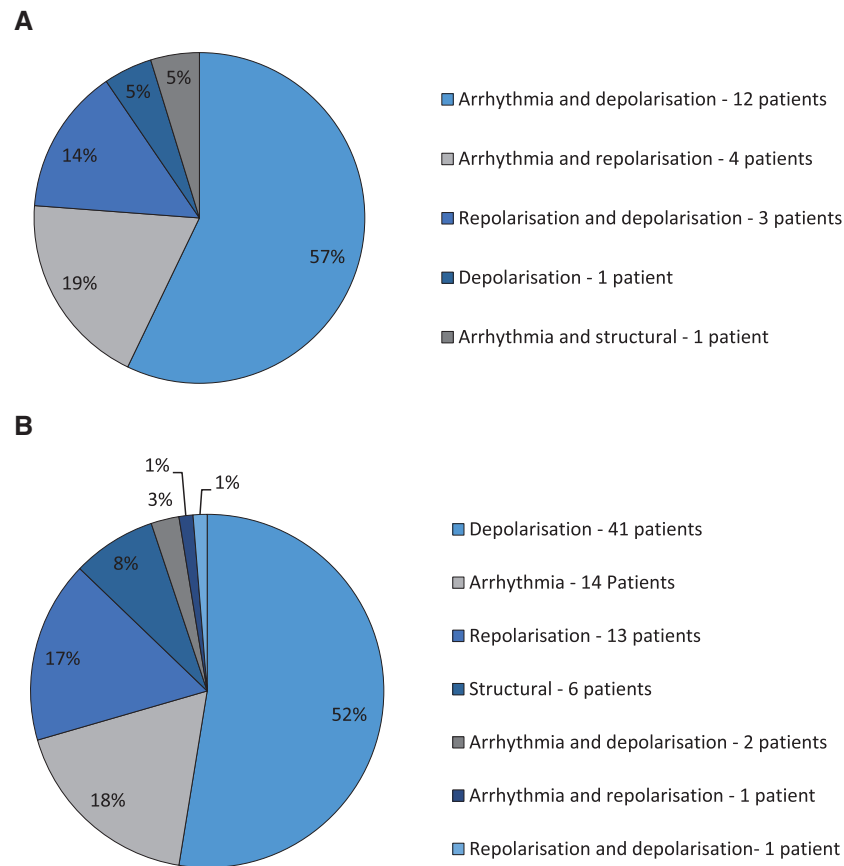 A
5%
5%
14%
57%
19%
Arrhythmia and depolarisation - 12 patients
Arrhythmia and repolarisation - 4 patients
Repolarisation and depolarisation - 3 patients
Depolarisation - 1 patient
Arrhythmia and structural - 1 patient
B
1%
1%
3%
8%
17%
52%
18%
Depolarisation - 41 patients
Arrhythmia - 14 Patients
Repolarisation - 13 patients
Structural - 6 patients
Arrhythmia and depolarisation - 2 patients
Arrhythmia and repolarisation - 1 patient
Repolarisation and depolarisation- 1 patient